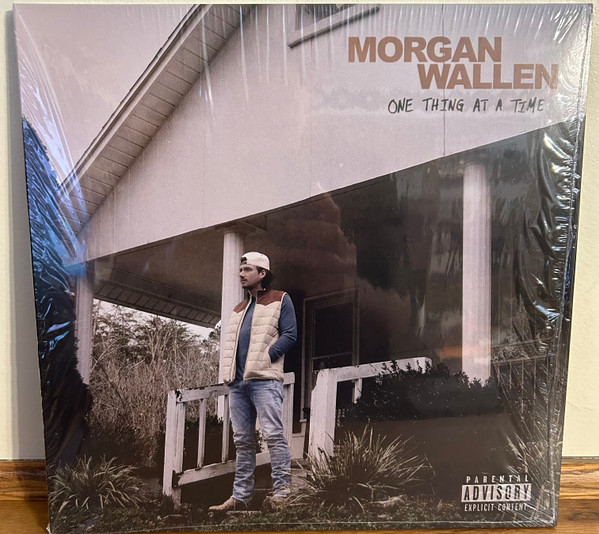 MORGAN
WALLEN
ONE THING AT A TIME
PARENTAL
ADVISORY
EXPLICIT CONTENT